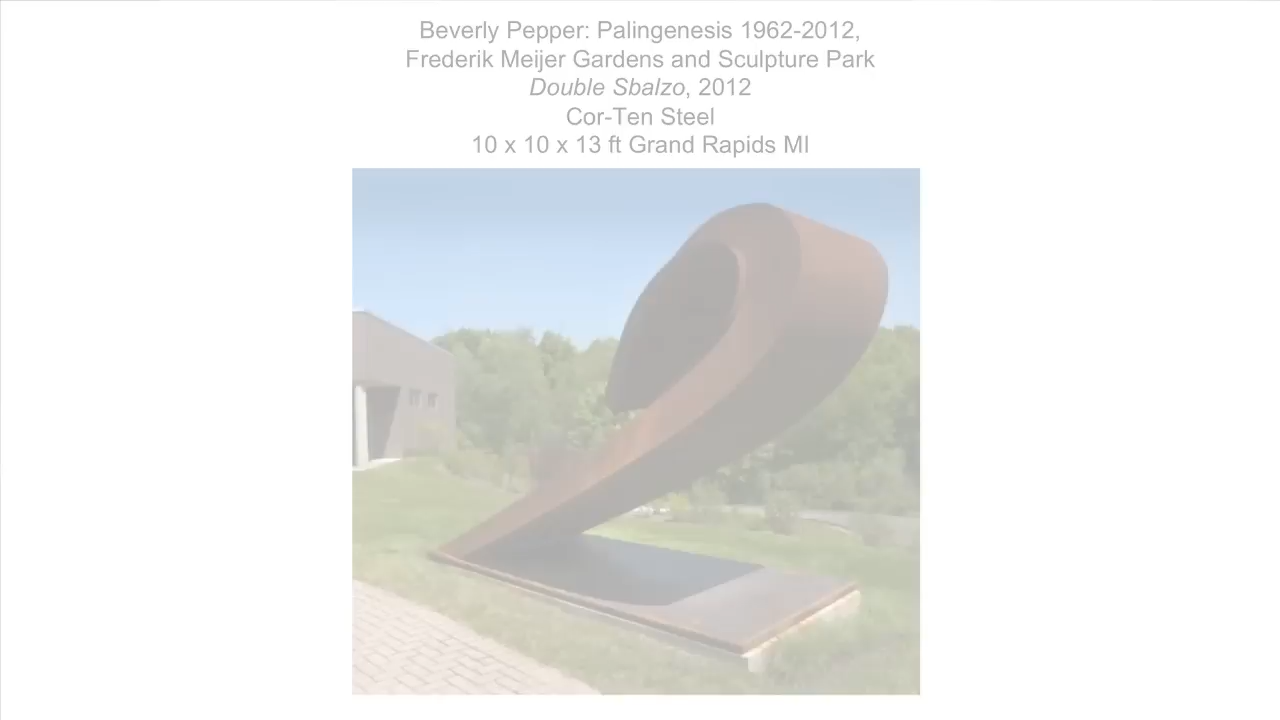 Beverly Pepper: Palingenesis 1962-2012,
Frederik Meijer Gardens and Sculpture Park
Double Sbalzo, 2012
Cor-Ten Steel
10 x 10 x 13 ft Grand Rapids MI